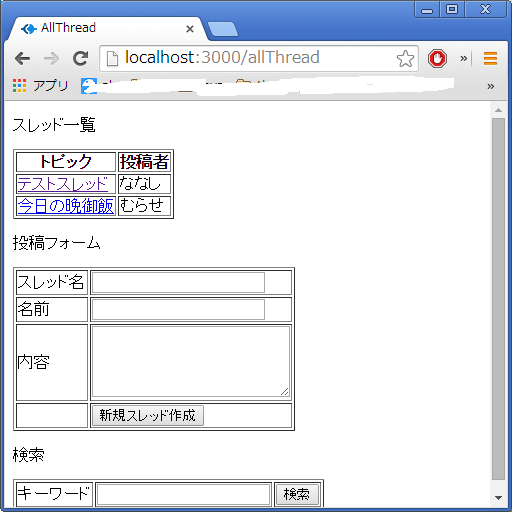 AllThread
localhost:3000/allThread
アプリ
»
スレッド一覧
トピック 投稿者
テストスレッド ななし
今日の晩御飯 むらせ
投稿フォーム
スレッド名
名前
内容
新規スレッド作成
検索
キーワード 検索